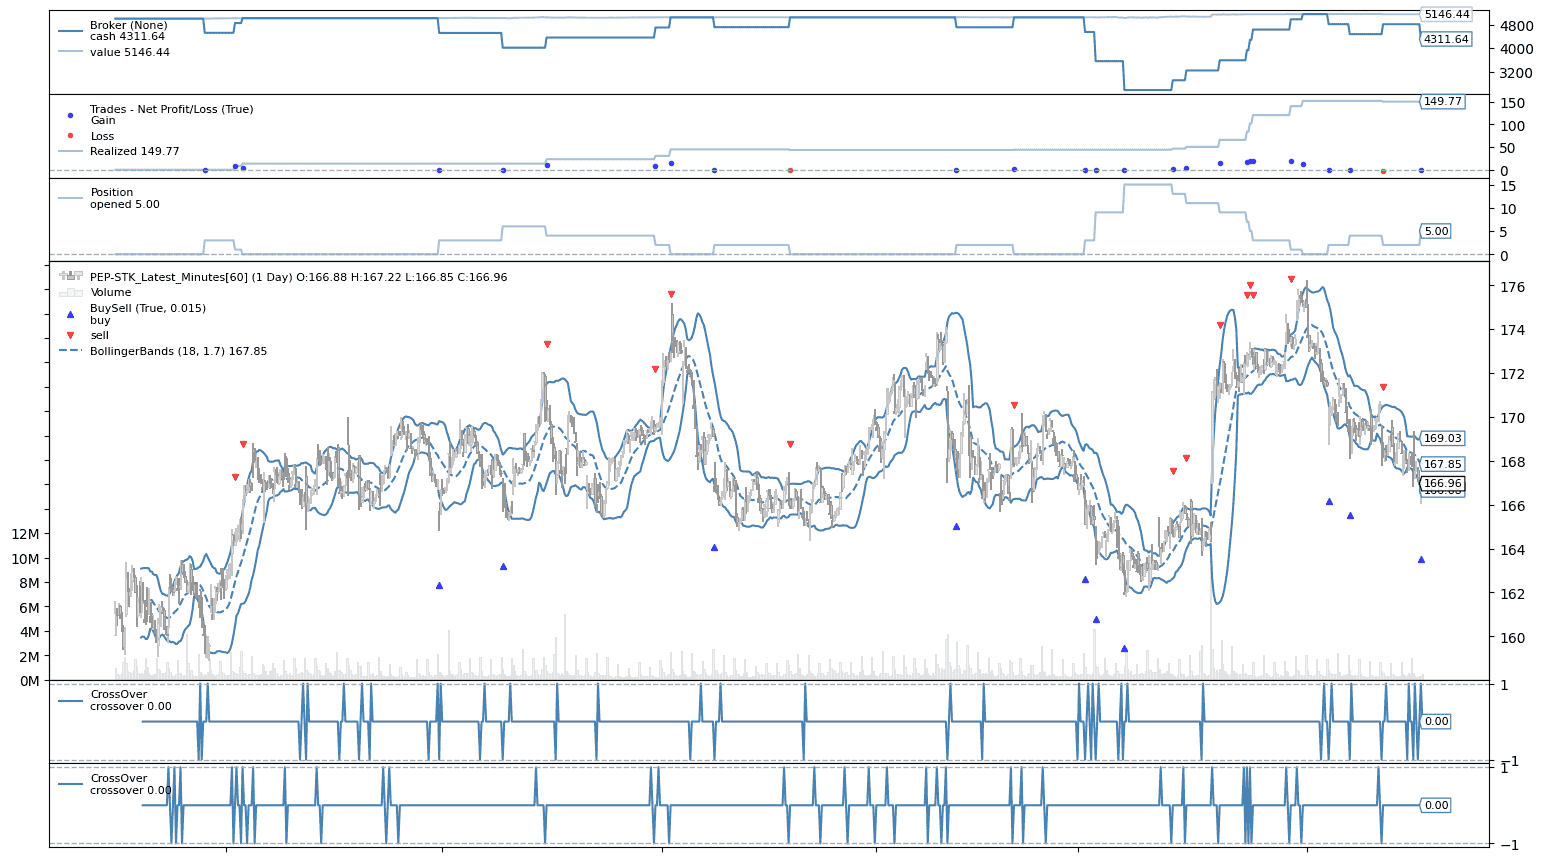 Broker (None)
cash 4311.64
value 5146.44
5146.44
4800
4311.64
4000
3200
Trades - Net Profit/Loss (True)
Gain
Loss
Realized 149.77
149.77
150
100
50
0
Position
opened 5.00
15
10
5.00
5
0
PEP-STK_Latest_Minutes[60] (1 Day) O:166.88 H:167.22 L:166.85 C:166.96
Volume
BuySell (True, 0.015)
buy
sell
BollingerBands (18, 1.7) 167.85
176
174
172
170
169.03
168
167.85
166.96
166
164
162
160
12M
10M
8M
6M
4M
2M
0M
CrossOver
crossover 0.00
1
0.00
−1
CrossOver
crossover 0.00
1
0.00
−1